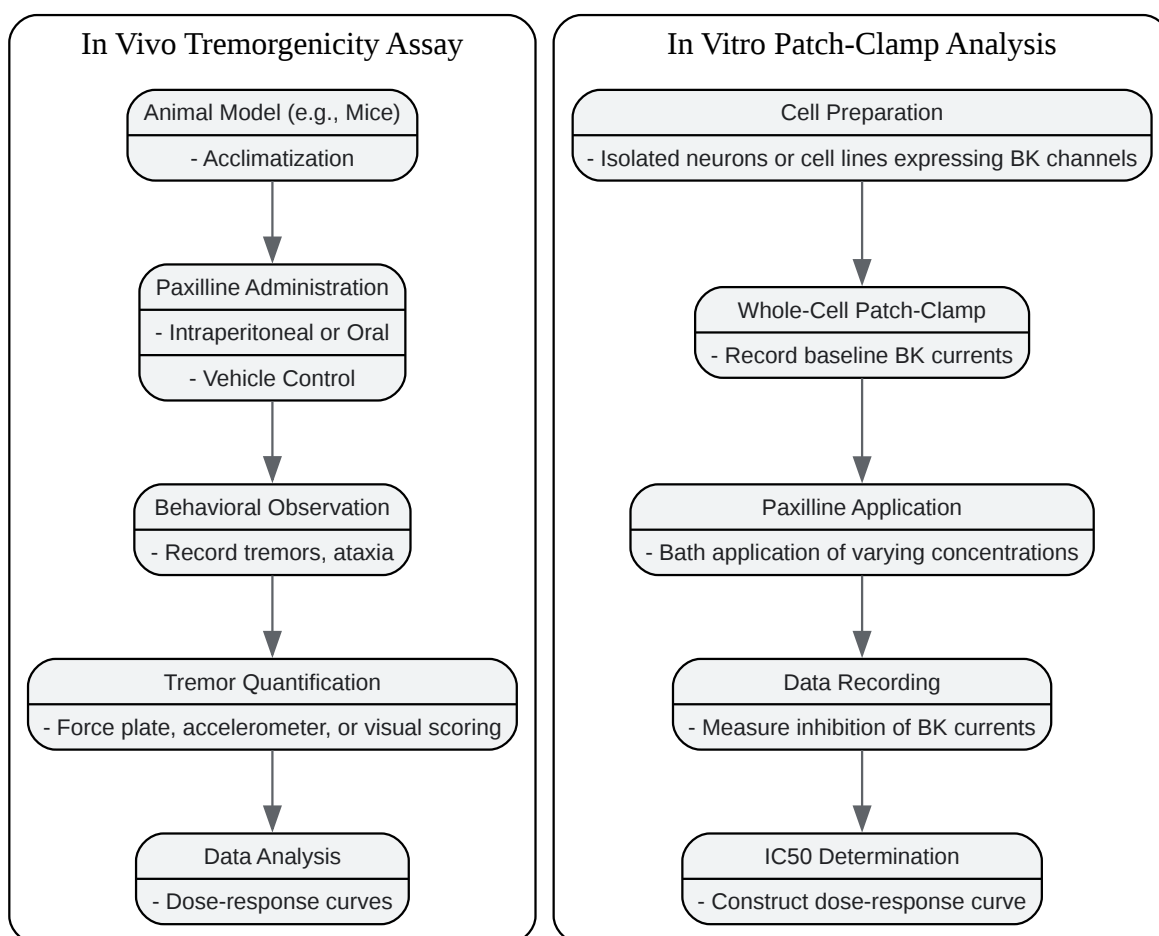 In Vivo Tremorgenicity Assay
Animal Model (e.g., Mice)
- Acclimatization
Paxilline Administration
- Intraperitoneal or Oral
- Vehicle Control
Behavioral Observation
- Record tremors, ataxia
Tremor Quantification
- Force plate, accelerometer, or visual scoring
Data Analysis
- Dose-response curves
In Vitro Patch-Clamp Analysis
Cell Preparation
- Isolated neurons or cell lines expressing BK channels
Whole-Cell Patch-Clamp
- Record baseline BK currents
Paxilline Application
- Bath application of varying concentrations
Data Recording
- Measure inhibition of BK currents
IC50 Determination
- Construct dose-response curve